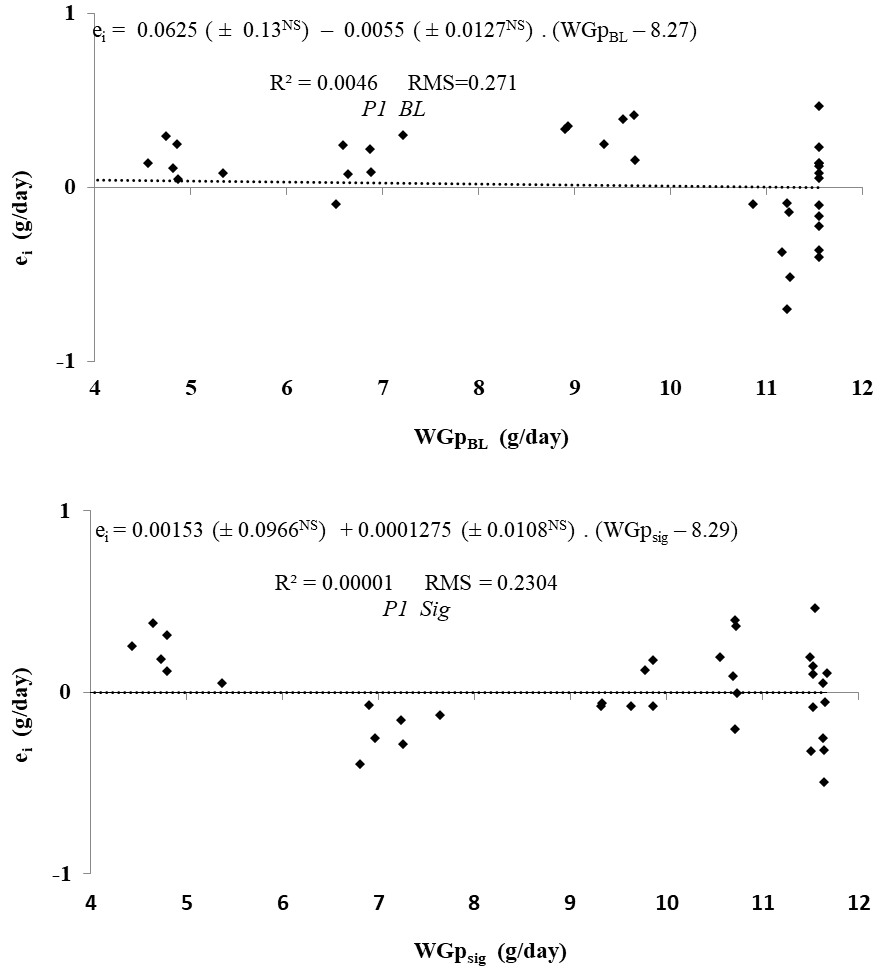 1
eᵢ = 0.0625 ( ± 0.13ᴺˢ) – 0.0055 ( ± 0.0127ᴺˢ) . (WGp_BL – 8.27)
R² = 0.0046 RMS=0.271
P1 BL
0
eᵢ (g/day)
-1
4 5 6 7 8 9 10 11 12
WGp_BL (g/day)
1
eᵢ = 0.00153 (± 0.0966ᴺˢ) + 0.0001275 (± 0.0108ᴺˢ) . (WGp_sig – 8.29)
R² = 0.00001 RMS = 0.2304
P1 Sig
0
eᵢ (g/day)
-1
4 5 6 7 8 9 10 11 12
WGp_sig (g/day)